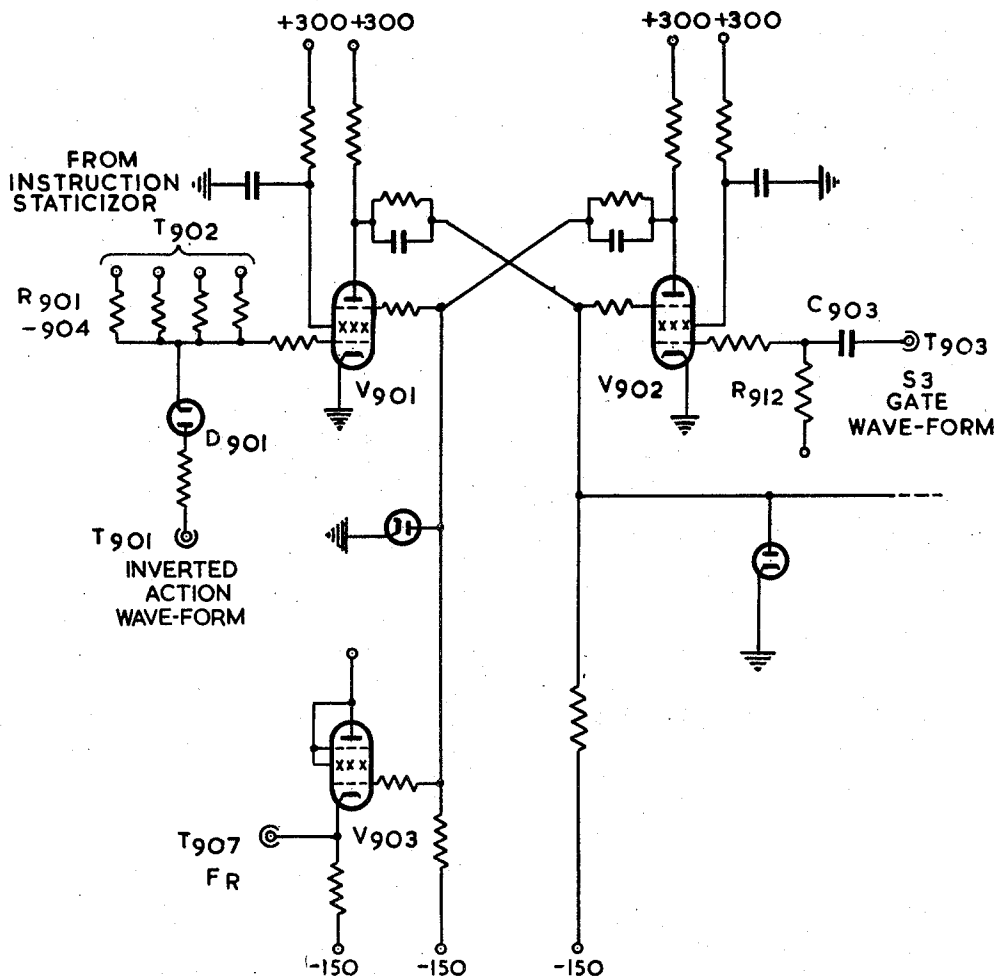 +300 +300
+300 +300
FROM
INSTRUCTION
STATICIZOR
T902
R901
-904
V901
D901
T901
INVERTED
ACTION
WAVE-FORM
V902
C903
T903
R912
S3
GATE
WAVE-FORM
V903
T907
FR
-150
-150
-150